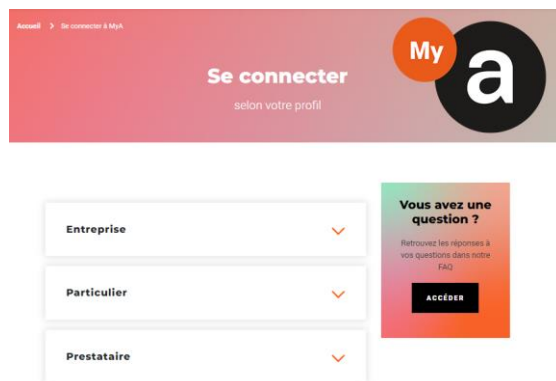 Accueil > Se connecter à MyA
My
a
Se connecter
selon votre profil
Entreprise
Particulier
Prestataire
Vous avez une
question ?
Retrouvez les réponses à
vos questions dans notre
FAQ
ACCÉDER